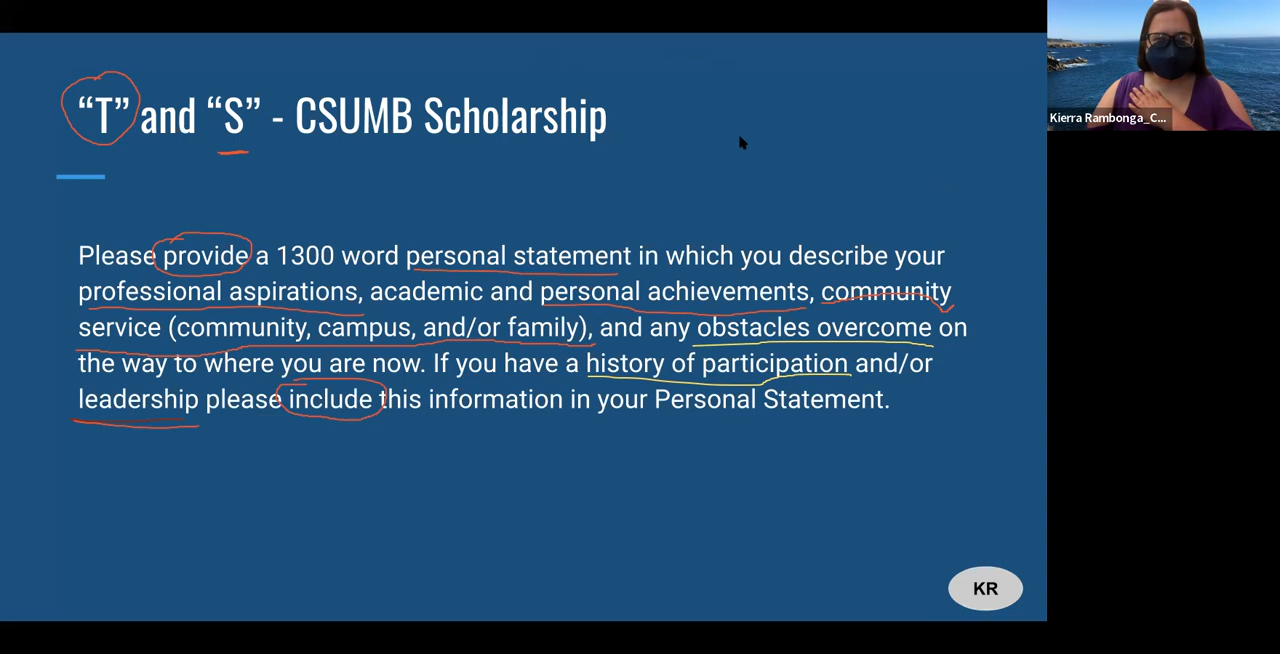 “T” and “S” - CSUMB Scholarship
Please provide a 1300 word personal statement in which you describe your
professional aspirations, academic and personal achievements, community
service (community, campus, and/or family), and any obstacles overcome on
the way to where you are now. If you have a history of participation and/or
leadership please include this information in your Personal Statement.
KR
Kierra Rambonga_C...